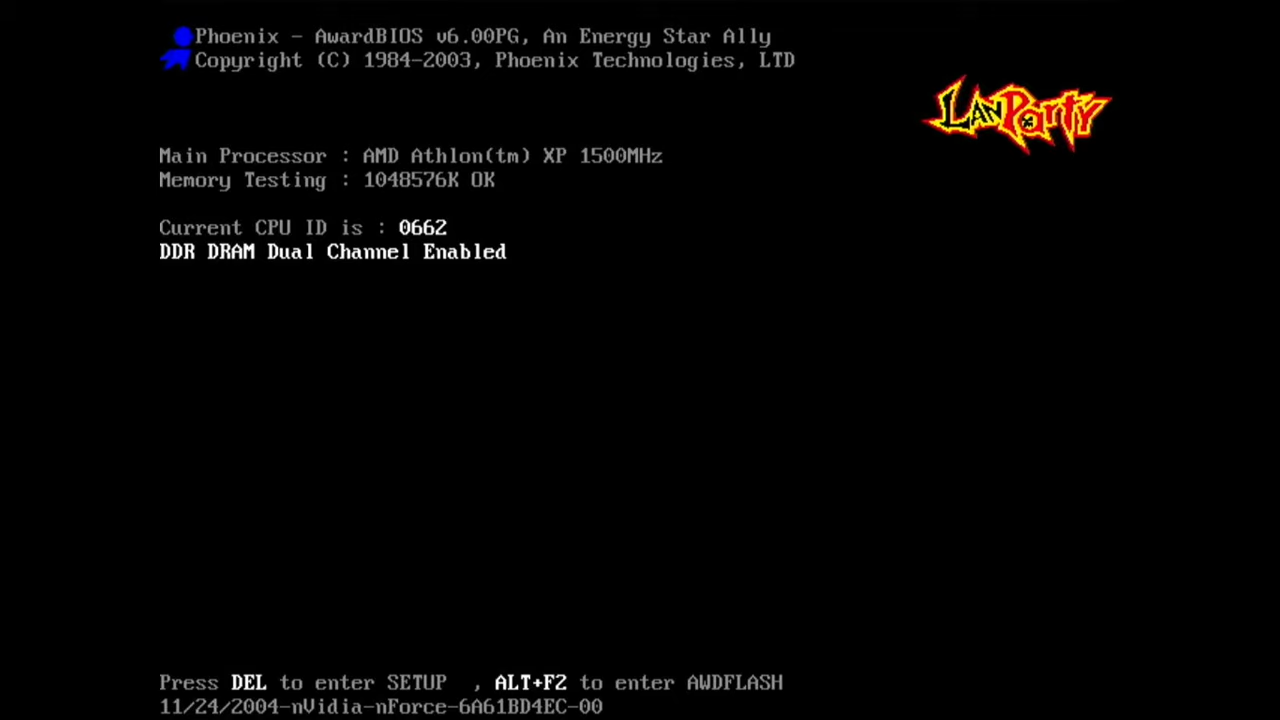 Phoenix - AwardBIOS v6.00PG, An Energy Star Ally
Copyright (C) 1984-2003, Phoenix Technologies, LTD
LanParty
Main Processor : AMD Athlon(tm) XP 1500MHz
Memory Testing : 1048576K OK
Current CPU ID is : 0662
DDR DRAM Dual Channel Enabled
Press DEL to enter SETUP , ALT+F2 to enter AWDFLASH
11/24/2004-nVidia-nForce-6A61BD4EC-00